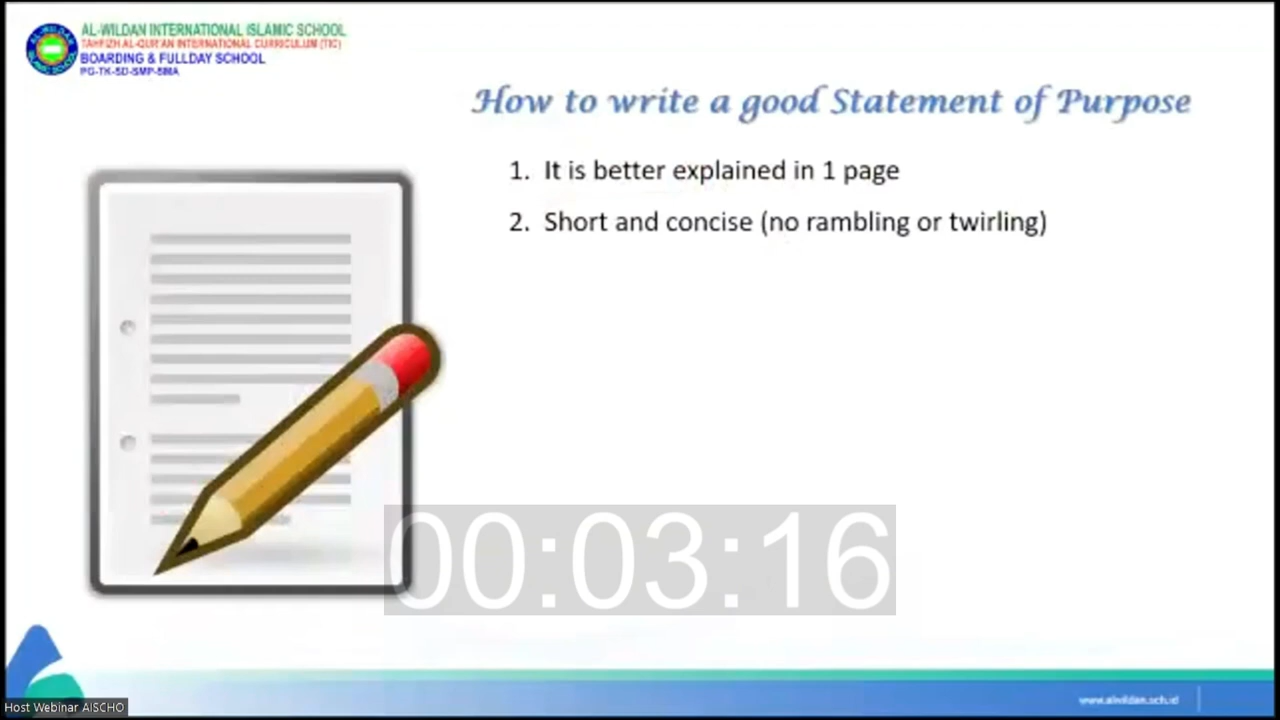 AL-WILDAN INTERNATIONAL ISLAMIC SCHOOL
TAHFIZH AL-QUR'AN INTERNATIONAL CURRICULUM (TIC)
BOARDING & FULLDAY SCHOOL
PG-TK-SD-SMP-SMA
How to write a good Statement of Purpose
1. It is better explained in 1 page
2. Short and concise (no rambling or twirling)
00:03:16
Host Webinar AISCHO
www.alwildan.sch.id